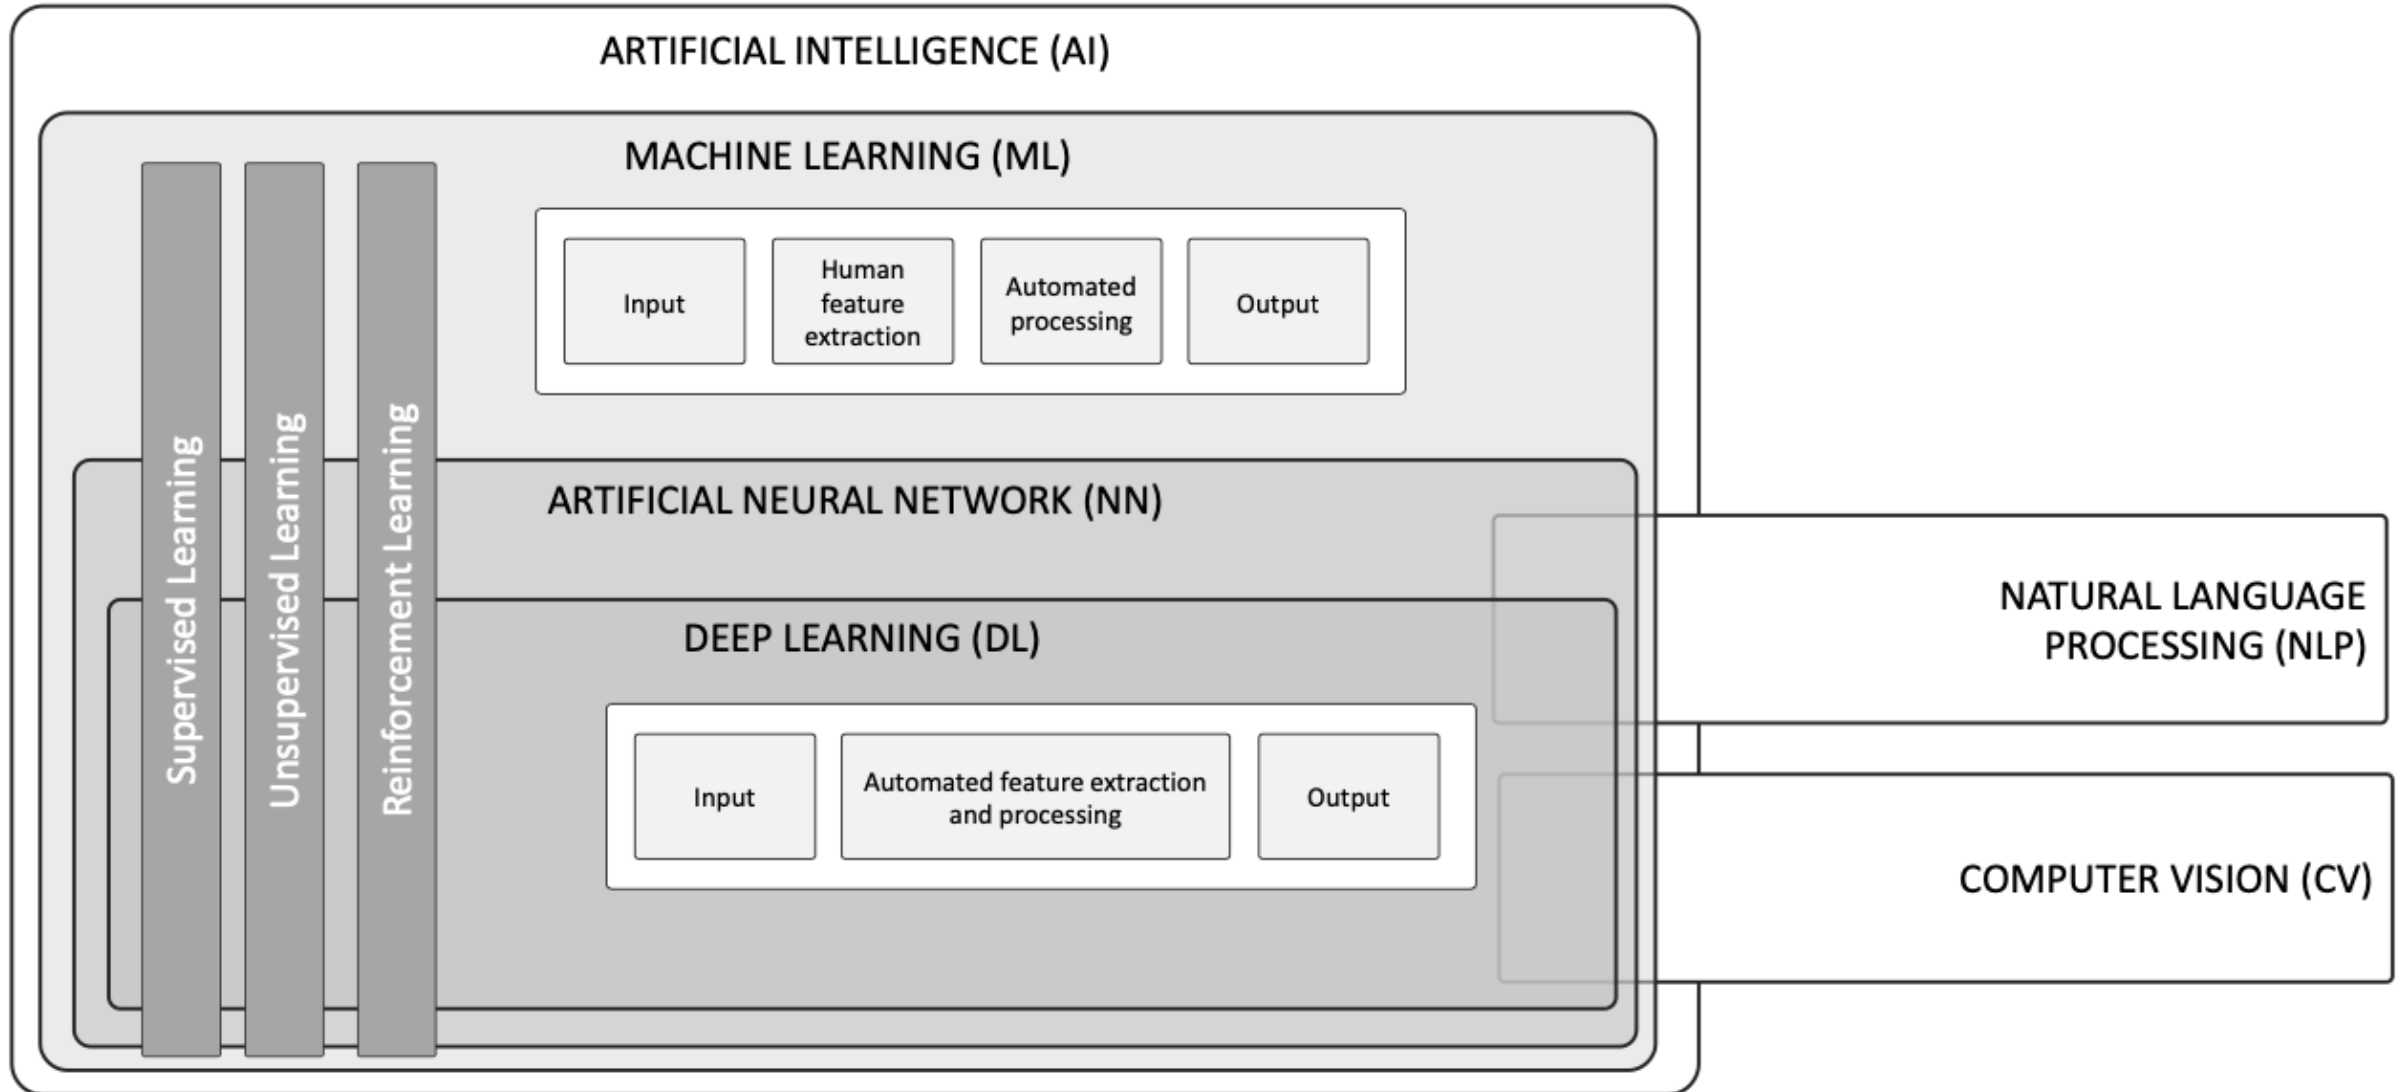 ARTIFICIAL INTELLIGENCE (AI)
MACHINE LEARNING (ML)
Input
Human
feature
extraction
Automated
processing
Output
Supervised Learning
Unsupervised Learning
Reinforcement Learning
ARTIFICIAL NEURAL NETWORK (NN)
DEEP LEARNING (DL)
Input
Automated feature extraction
and processing
Output
NATURAL LANGUAGE
PROCESSING (NLP)
COMPUTER VISION (CV)